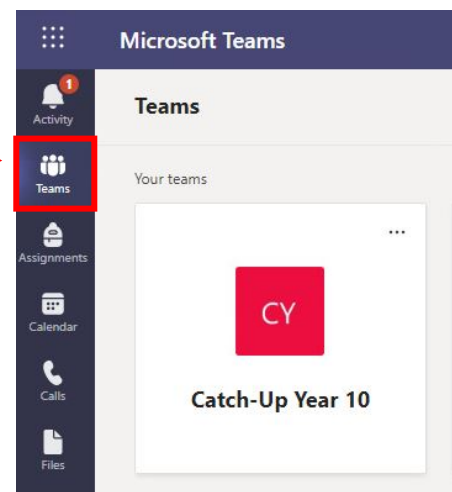 Microsoft Teams
1
Activity
Teams
Assignments
Calendar
Calls
Files
Teams
Your teams
...
CY
Catch-Up Year 10